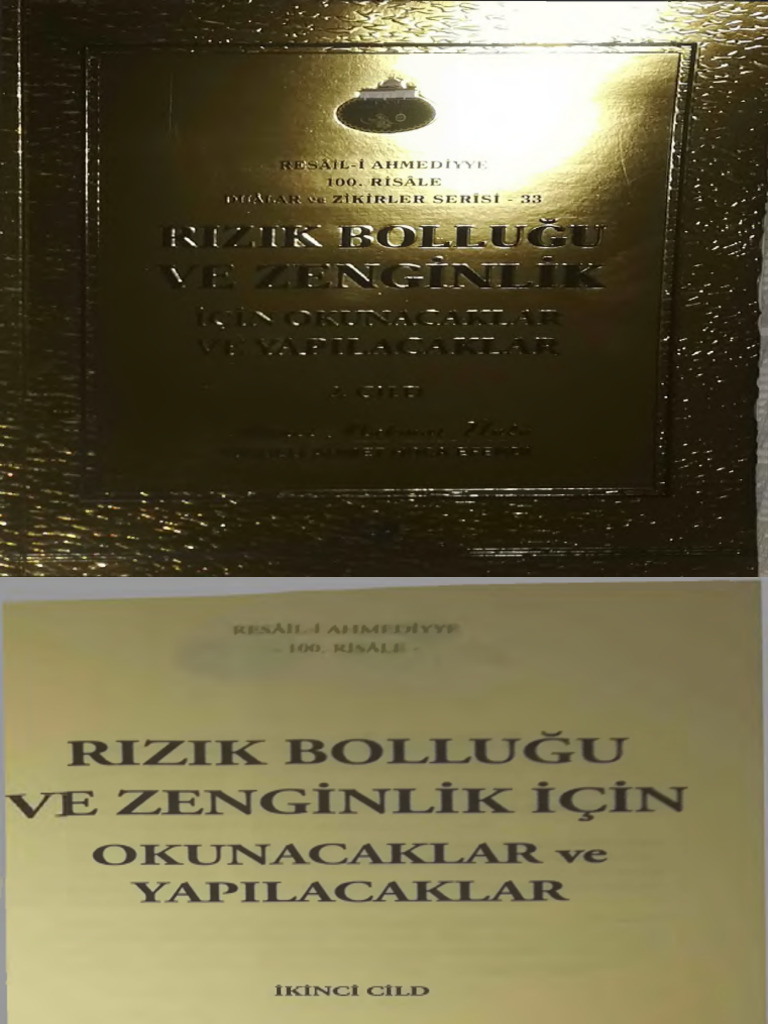 RESÂİL-İ AHMEDİYYE
100. RİSÂLE
DUÂLAR ve ZİKİRLER SERİSİ - 33
RIZIK BOLLUĞU
VE ZENGİNLİK
İÇİN OKUNACAKLAR
VE YAPILACAKLAR
RESÂİL-İ AHMEDİYYE
- 100. RİSÂLE -
RIZIK BOLLUĞU
VE ZENGİNLİK İÇİN
OKUNACAKLAR ve
YAPILACAKLAR
İKİNCİ CİLD